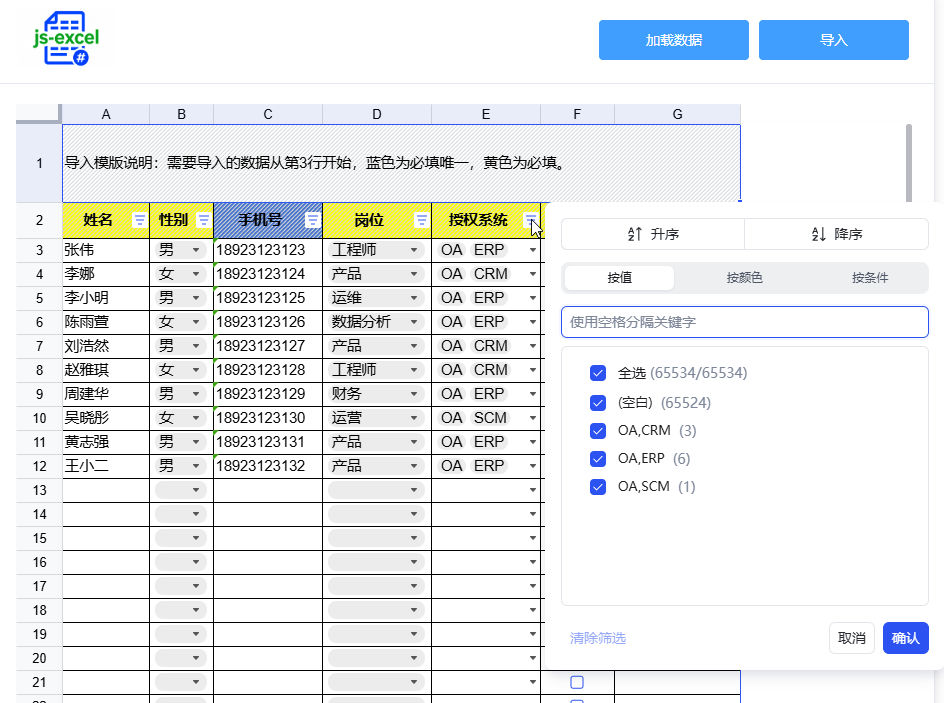 js-excel
#
加载数据
导入
A B C D E F G
1 导入模版说明：需要导入的数据从第3行开始，蓝色为必填唯一，黄色为必填。
2 姓名 性别 手机号 岗位 授权系统
3 张伟 男 18923123123 工程师 OA ERP
4 李娜 女 18923123124 产品 OA CRM
5 李小明 男 18923123125 运维 OA ERP
6 陈雨萱 女 18923123126 数据分析 OA ERP
7 刘浩然 男 18923123127 产品 OA CRM
8 赵雅琪 女 18923123128 工程师 OA CRM
9 周建华 男 18923123129 财务 OA ERP
10 吴晓彤 女 18923123130 运营 OA SCM
11 黄志强 男 18923123131 产品 OA ERP
12 王小二 男 18923123132 产品 OA ERP
13
14
15
16
17
18
19
20
21
升序 降序
按值 按颜色 按条件
使用空格分隔关键字
全选 (65534/65534)
(空白) (65524)
OA,CRM (3)
OA,ERP (6)
OA,SCM (1)
清除筛选 取消 确认